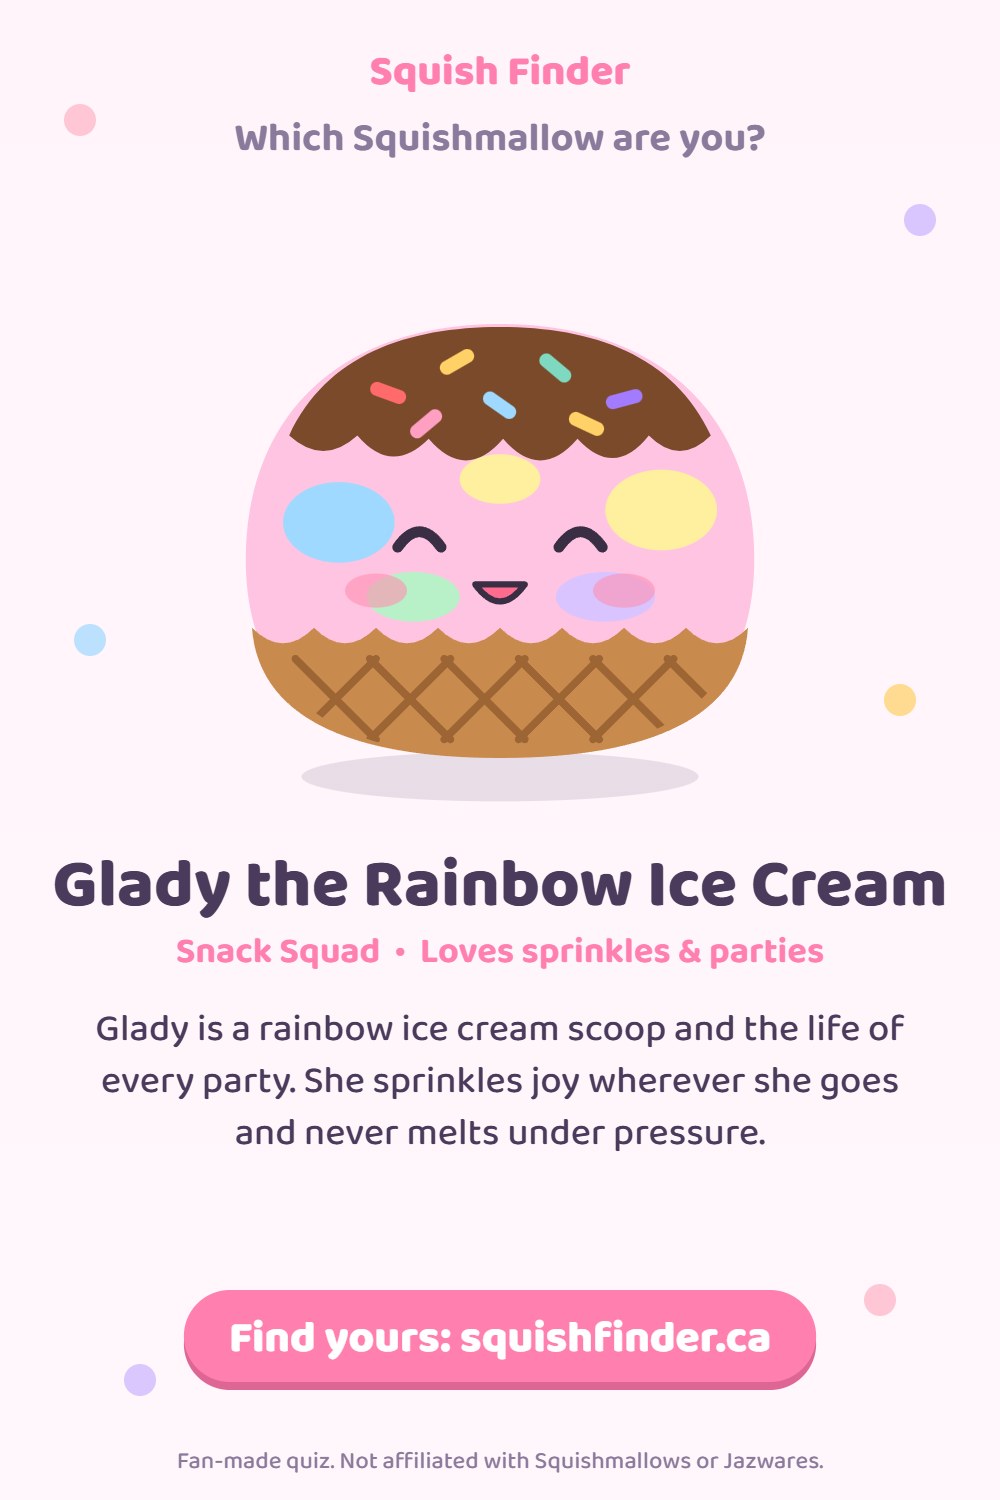 Squish Finder
Which Squishmallow are you?
Glady the Rainbow Ice Cream
Snack Squad • Loves sprinkles & parties
Glady is a rainbow ice cream scoop and the life of
every party. She sprinkles joy wherever she goes
and never melts under pressure.
Find yours: squishfinder.ca
Fan-made quiz. Not affiliated with Squishmallows or Jazwares.